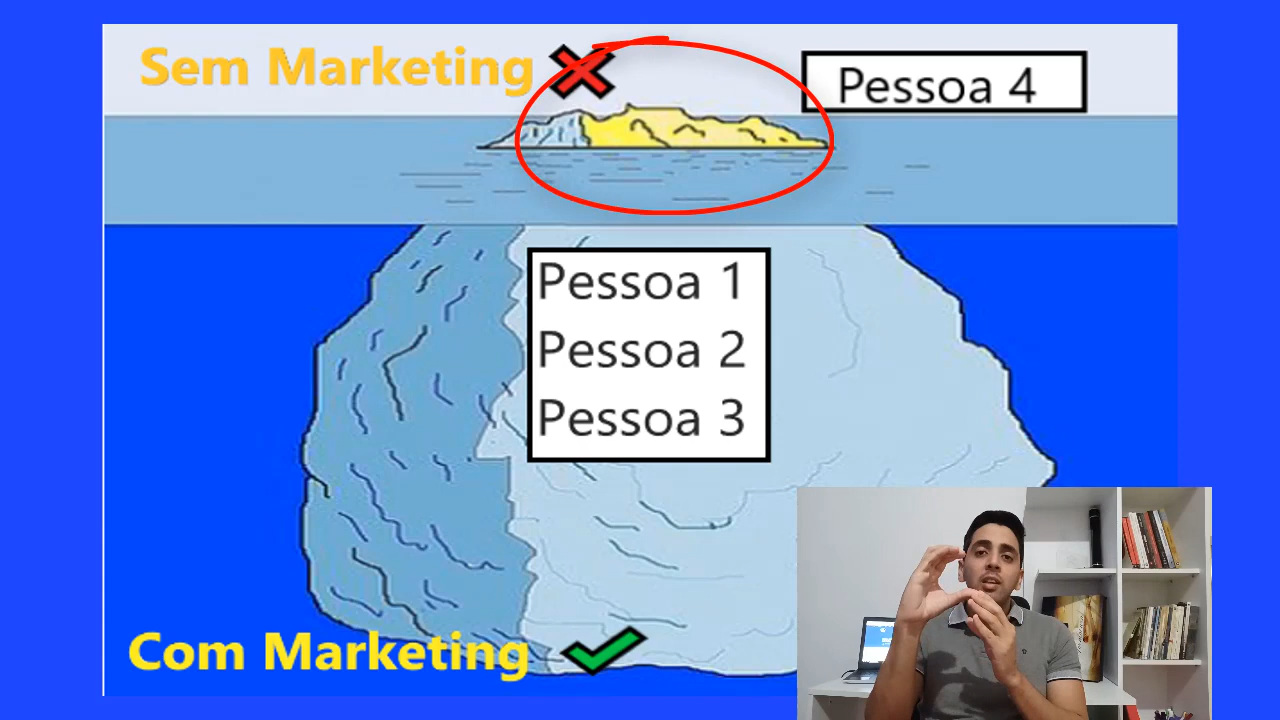 Sem Marketing
Pessoa 4
Pessoa 1
Pessoa 2
Pessoa 3
Com Marketing